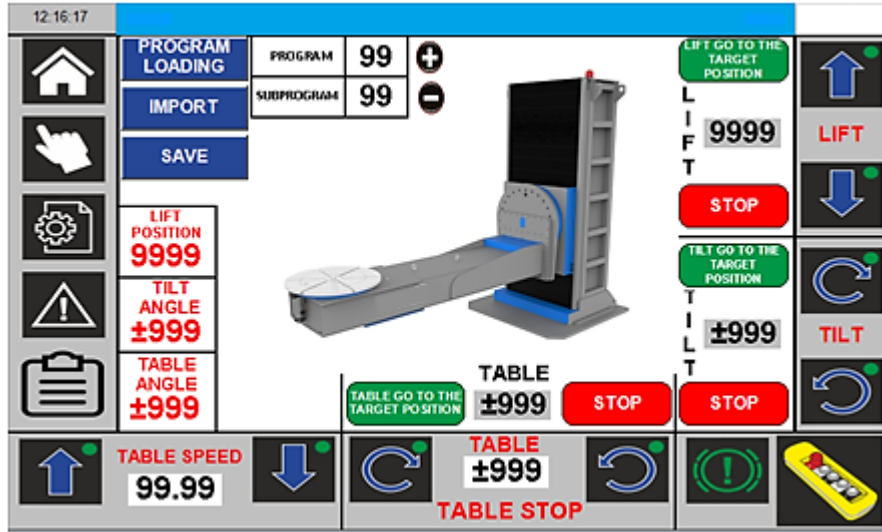 12:16:17
PROGRAM
LOADING
PROGRAM
99
IMPORT
SUBPROGRAM
99
SAVE
LIFT
POSITION
9999
TILT
ANGLE
±999
TABLE
ANGLE
±999
LIFT GO TO THE
TARGET
POSITION
LIFT
9999
STOP
LIFT
TILT GO TO THE
TARGET
POSITION
TILT
±999
STOP
TILT
TABLE GO TO THE
TARGET POSITION
TABLE
±999
STOP
TABLE SPEED
99.99
TABLE
±999
TABLE STOP